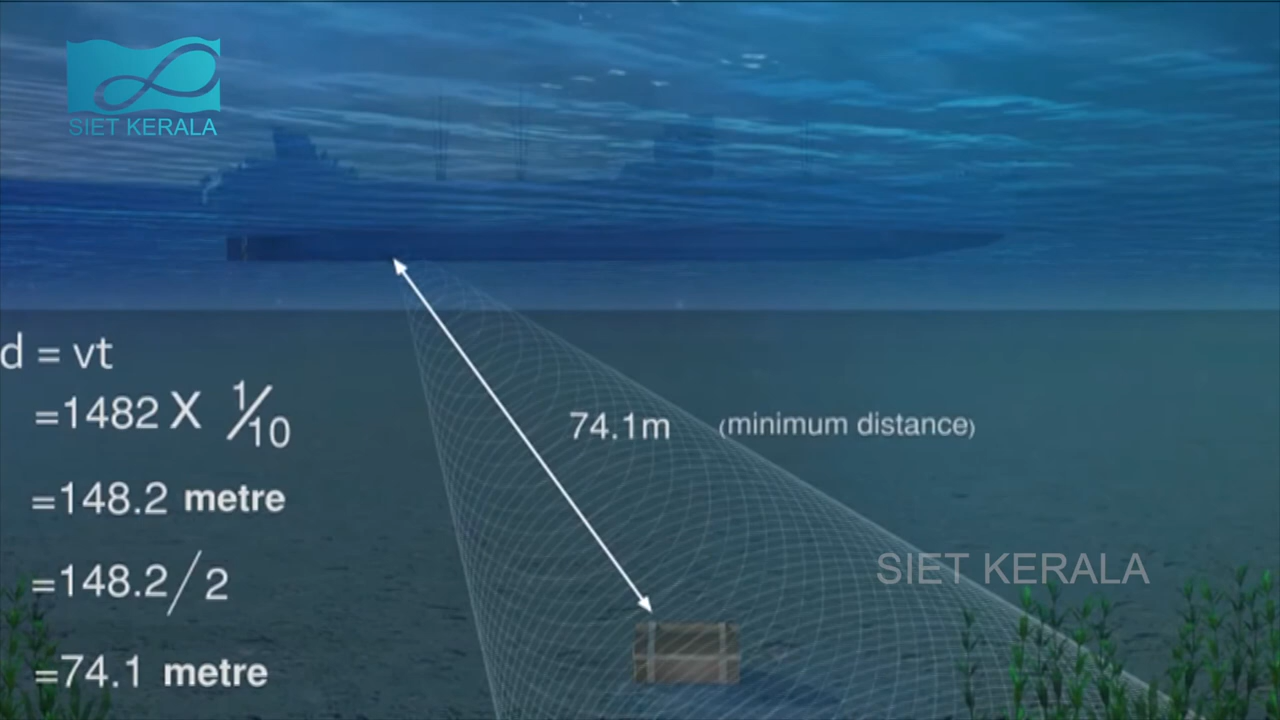 SIET KERALA
d = vt
=1482 X 1/10
=148.2 metre
=148.2/2
=74.1 metre
74.1m (minimum distance)
SIET KERALA